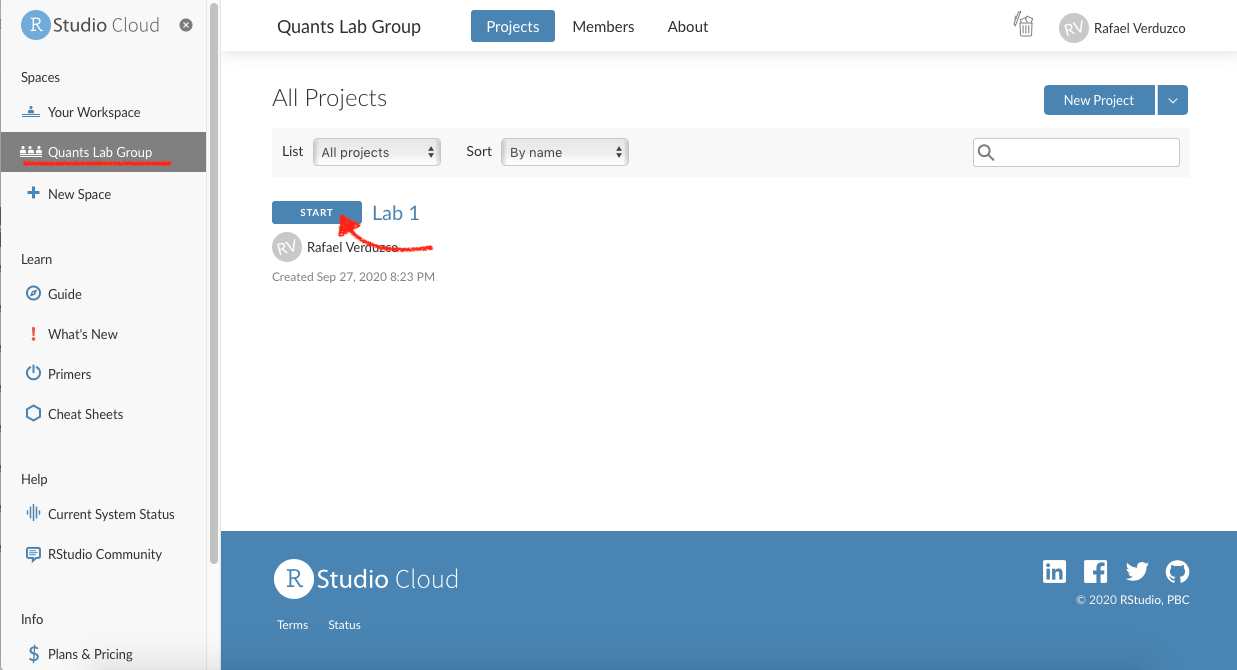 R Studio Cloud
Spaces
Your Workspace
Quants Lab Group
New Space
Learn
Guide
What's New
Primers
Cheat Sheets
Help
Current System Status
RStudio Community
Info
Plans & Pricing
Quants Lab Group
Projects
Members
About
RV
Rafael Verduzco
All Projects
New Project
List
All projects
Sort
By name
START
Lab 1
RV
Rafael Verduzco
Created Sep 27, 2020 8:23 PM
R Studio Cloud
Terms
Status
© 2020 RStudio, PBC